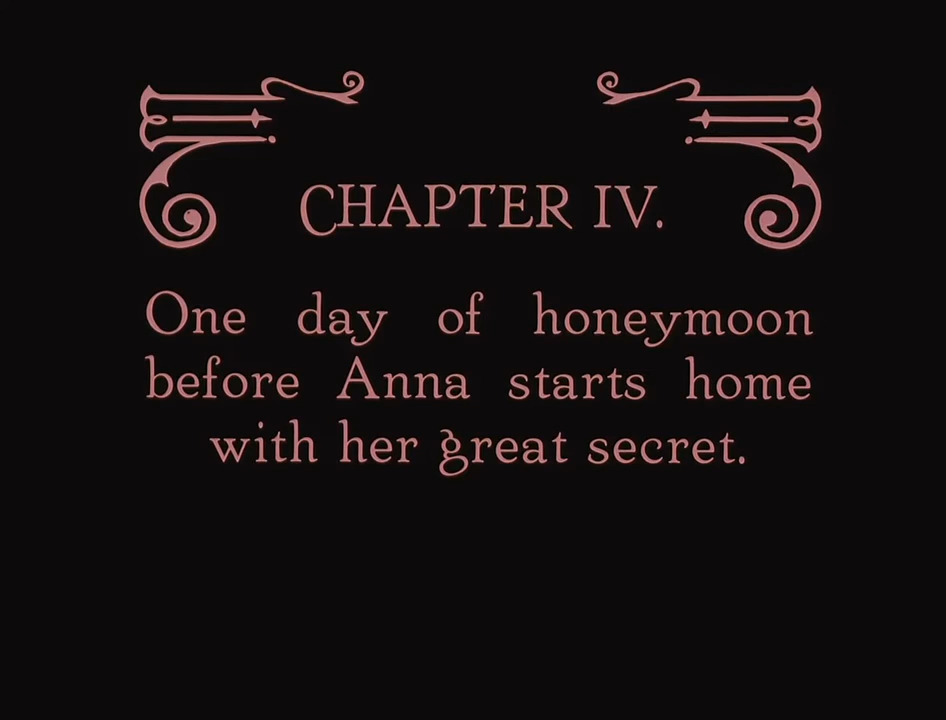 CHAPTER IV.
One day of honeymoon
before Anna starts home
with her great secret.